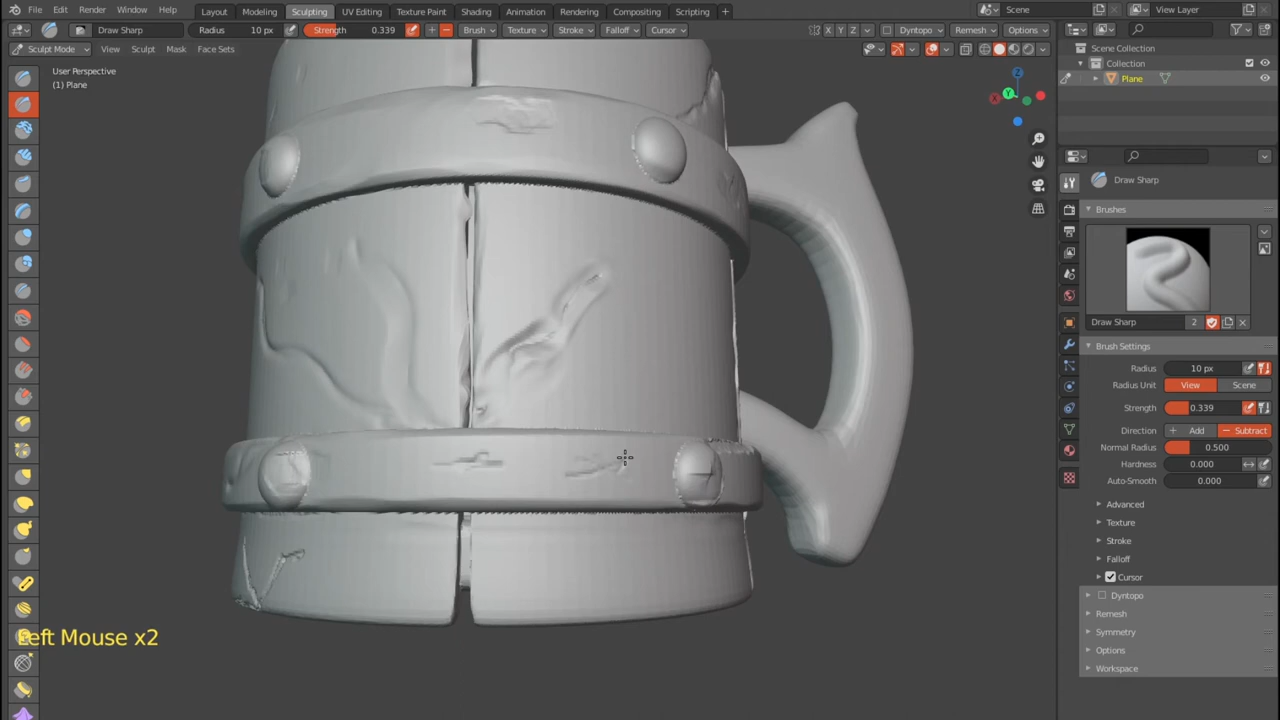 File Edit Render Window Help Layout Modeling Sculpting UV Editing Texture Paint Shading Animation Rendering Compositing Scripting + Scene View Layer
Draw Sharp Radius 10 px Strength 0.339 + − Brush Texture Stroke Falloff Cursor X Y Z Dyntopo Remesh Options
Sculpt Mode View Sculpt Mask Face Sets
User Perspective
(1) Plane
Z
Y
X
Scene Collection
Collection
Plane
Draw Sharp
Brushes
Draw Sharp 2
Brush Settings
Radius 10 px
Radius Unit View Scene
Strength 0.339
Direction + Add − Subtract
Normal Radius 0.500
Hardness 0.000
Auto-Smooth 0.000
Advanced
Texture
Stroke
Falloff
Cursor
Dyntopo
Remesh
Symmetry
Options
Workspace
Left Mouse x2